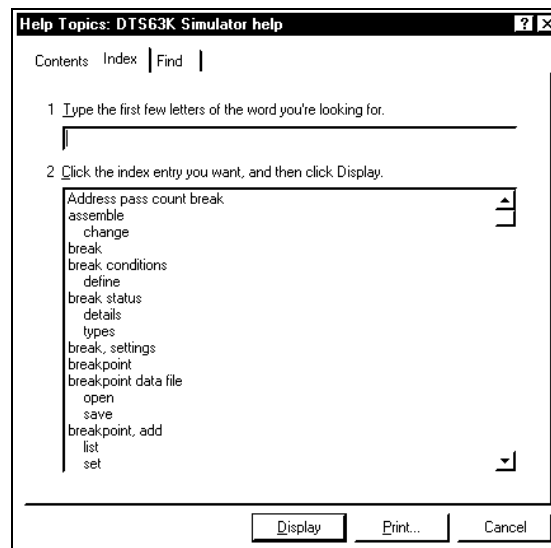 Help Topics: DTS63K Simulator help
Contents Index Find
1 Type the first few letters of the word you're looking for.
2 Click the index entry you want, and then click Display.
Address pass count break
assemble
change
break
break conditions
define
break status
details
types
break, settings
breakpoint
breakpoint data file
open
save
breakpoint, add
list
set
Display Print... Cancel